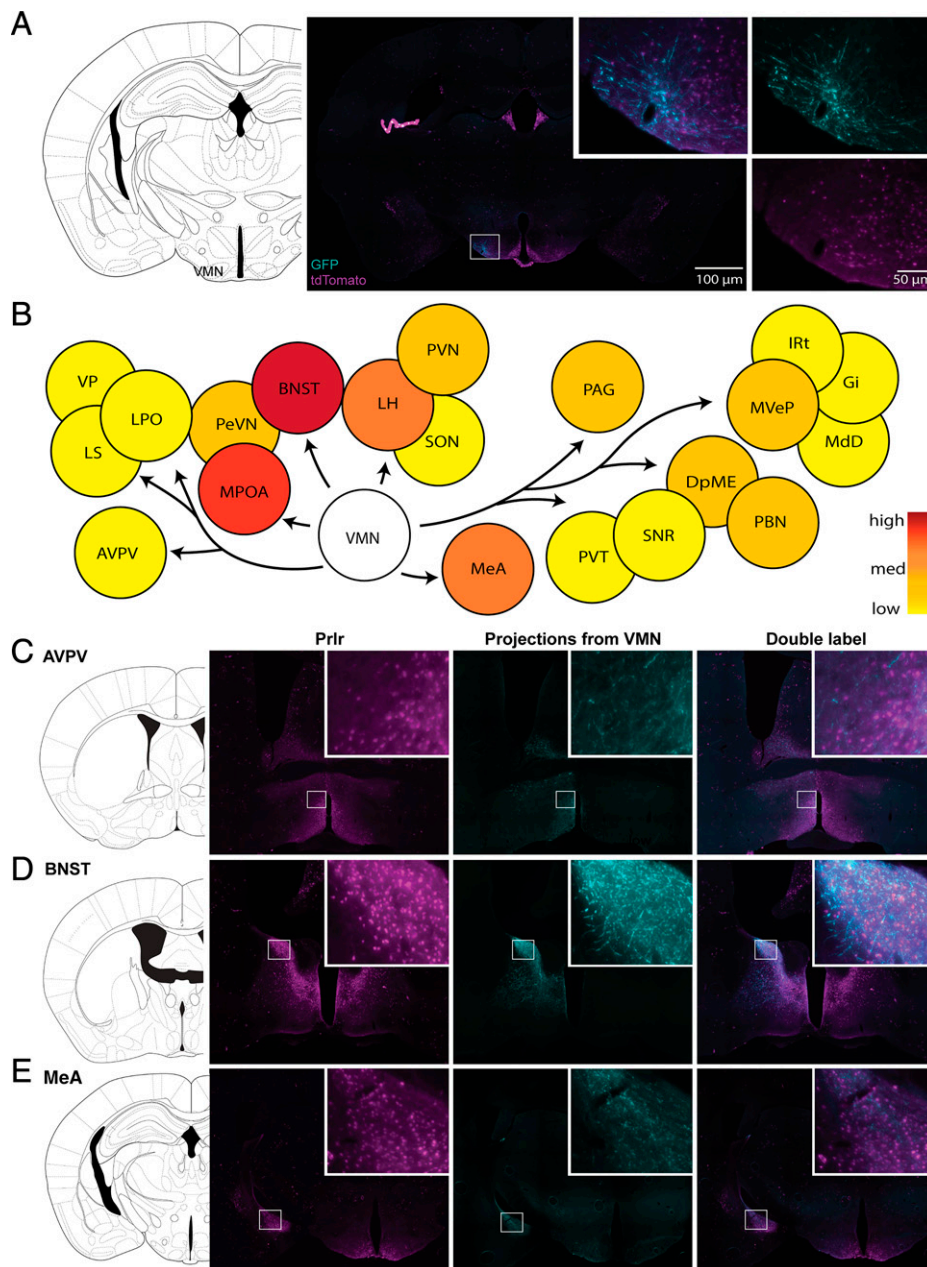 A
VMN
GFP
tdTomato
100 µm
50 µm
B
VP
LPO
LS
PeVN
BNST
MPOA
AVPV
LH
PVN
SON
VMN
MeA
PAG
IRt
Gi
MVeP
MdD
DpME
PBN
SNR
PVT
high
med
low
Prlr
Projections from VMN
Double label
C AVPV
D BNST
E MeA